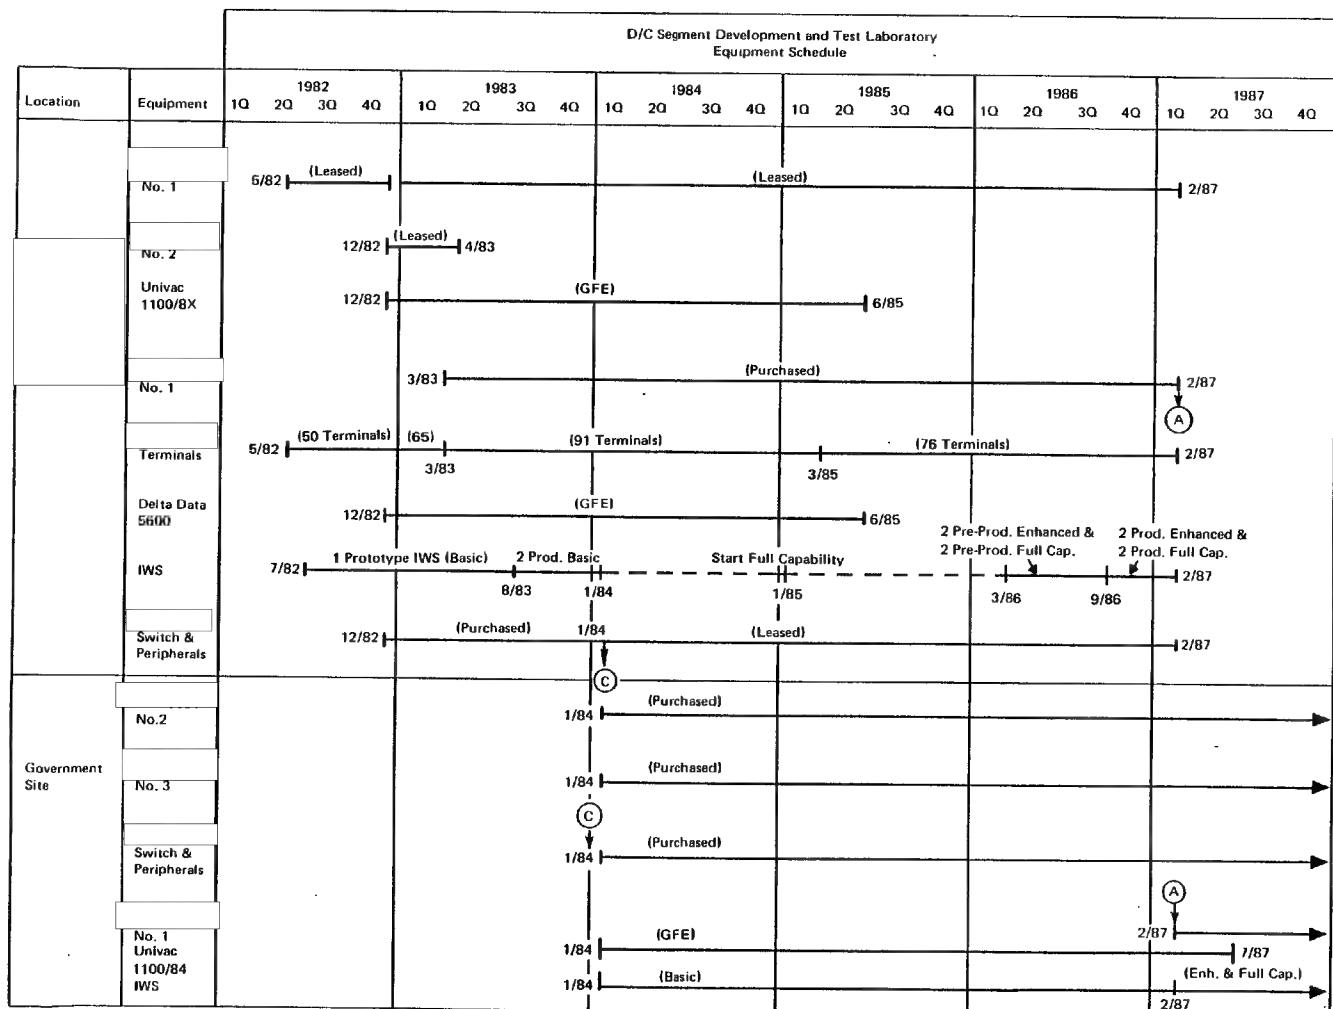 D/C Segment Development and Test Laboratory
Equipment Schedule
Location Equipment 1982 1983 1984 1985 1986 1987
1Q 2Q 3Q 4Q 1Q 2Q 3Q 4Q 1Q 2Q 3Q 4Q 1Q 2Q 3Q 4Q 1Q 2Q 3Q 4Q 1Q 2Q 3Q 4Q
No. 1 5/82 (Leased) (Leased) 2/87
No. 2 12/82 (Leased) 4/83
Univac
1100/8X 12/82 (GFE) 6/85
No. 1 3/83 (Purchased) 2/87
A
Terminals 5/82 (50 Terminals) (65) 3/83 (91 Terminals) 3/85 (76 Terminals) 2/87
Delta Data
5600 12/82 (GFE) 6/85
2 Pre-Prod. Enhanced & 2 Prod. Enhanced &
2 Pre-Prod. Full Cap. 2 Prod. Full Cap.
IWS 7/82 1 Prototype IWS (Basic) 2 Prod. Basic Start Full Capability 2/87
8/83 1/84 1/85 3/86 9/86
Switch &
Peripherals 12/82 (Purchased) 1/84 (Leased) 2/87
C
Government
Site
No.2 1/84 (Purchased)
No. 3 1/84 (Purchased)
C
Switch &
Peripherals 1/84 (Purchased)
A
No. 1 2/87
Univac
1100/84 1/84 (GFE) 7/87
IWS 1/84 (Basic) (Enh. & Full Cap.)
2/87